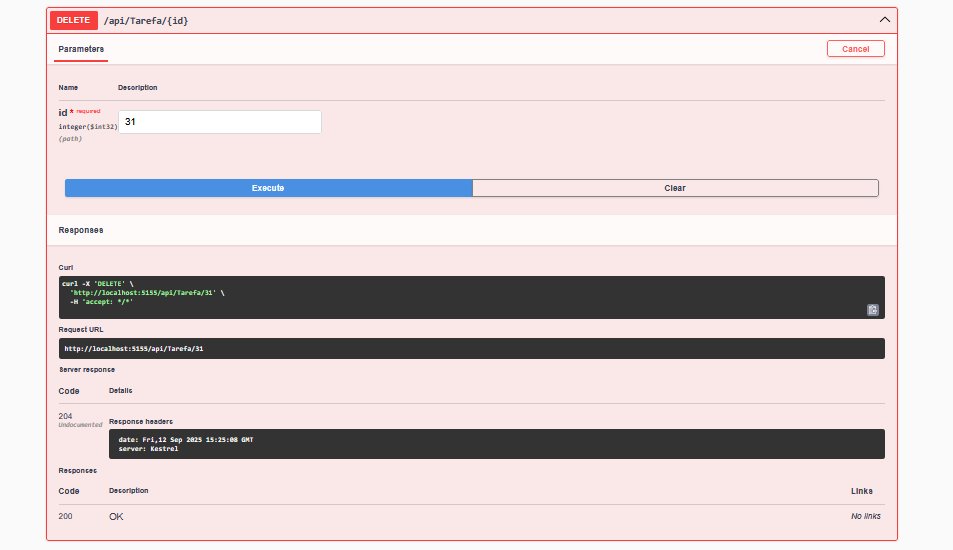 DELETE /api/Tarefa/{id}
Parameters
Cancel
Name Description
id * required
integer($int32)
(path)
31
Execute
Clear
Responses
Curl
curl -X 'DELETE' \
'http://localhost:5155/api/Tarefa/31' \
-H 'accept: */*'
Request URL
http://localhost:5155/api/Tarefa/31
Server response
Code Details
204
Undocumented
Response headers
date: Fri,12 Sep 2025 15:25:08 GMT
server: Kestrel
Responses
Code Description Links
200 OK No links